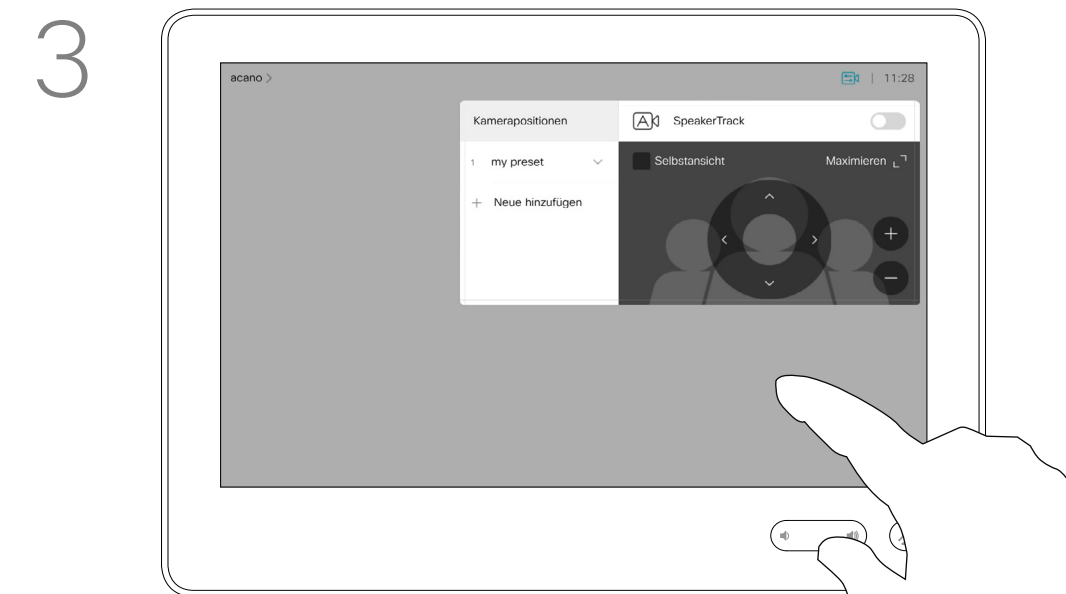 3
acano >
11:28
Kamerapositionen
SpeakerTrack
1 my preset
Selbstansicht
Maximieren
+ Neue hinzufügen